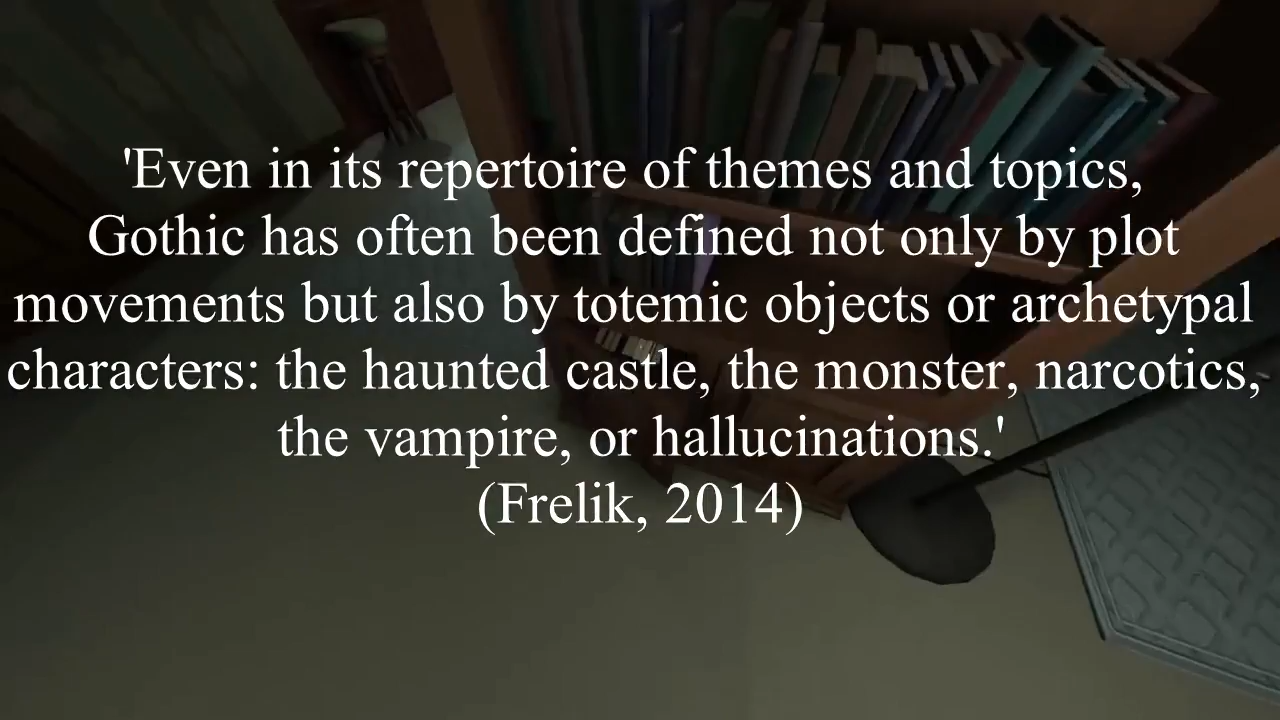 'Even in its repertoire of themes and topics,
Gothic has often been defined not only by plot
movements but also by totemic objects or archetypal
characters: the haunted castle, the monster, narcotics,
the vampire, or hallucinations.'
(Frelik, 2014)